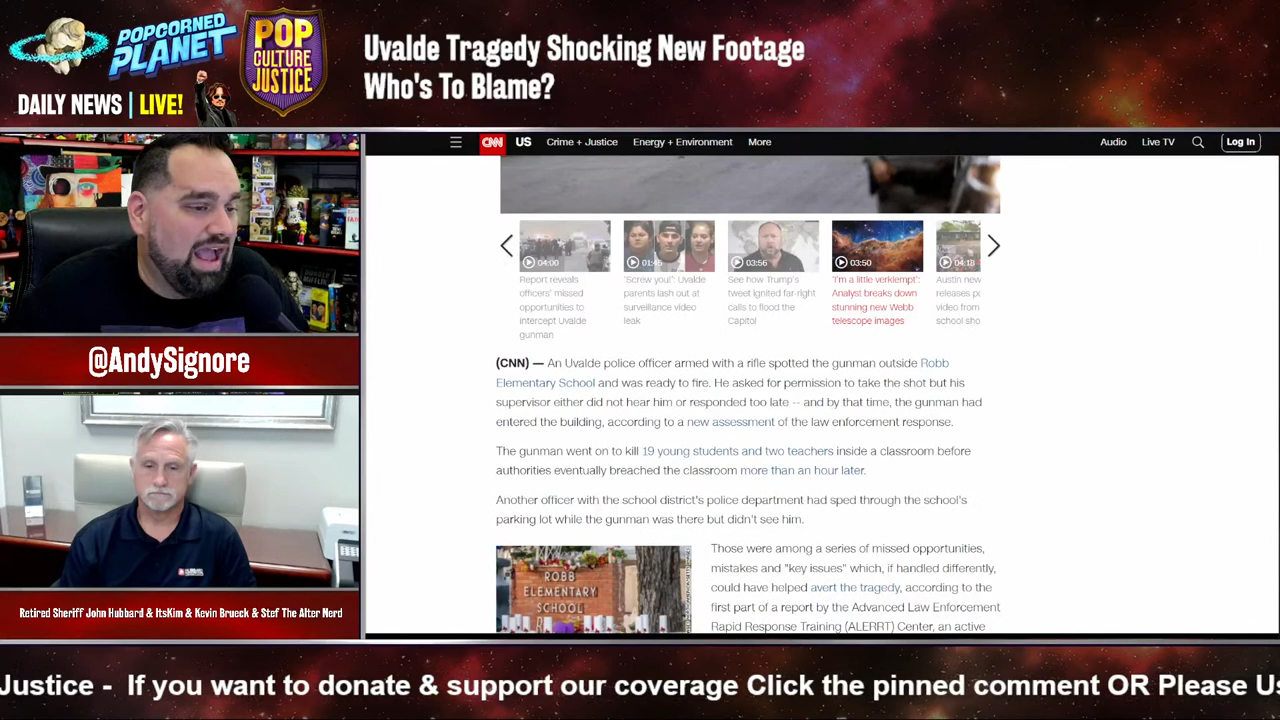 POPCORNED
PLANET
POP
CULTURE
JUSTICE
DAILY NEWS | LIVE!
Uvalde Tragedy Shocking New Footage
Who's To Blame?
CNN US Crime + Justice Energy + Environment More Audio Live TV Log In
04:00
Report reveals
officers' missed
opportunities to
intercept Uvalde
gunman
01:45
'Screw you!': Uvalde
parents lash out at
surveillance video
leak
03:56
See how Trump's
tweet ignited far-right
calls to flood the
Capitol
03:50
'I'm a little verklempt':
Analyst breaks down
stunning new Webb
telescope images
04:18
Austin new
releases po
video from
school sho
@AndySignore
(CNN) — An Uvalde police officer armed with a rifle spotted the gunman outside Robb
Elementary School and was ready to fire. He asked for permission to take the shot but his
supervisor either did not hear him or responded too late -- and by that time, the gunman had
entered the building, according to a new assessment of the law enforcement response.
The gunman went on to kill 19 young students and two teachers inside a classroom before
authorities eventually breached the classroom more than an hour later.
Another officer with the school district's police department had sped through the school's
parking lot while the gunman was there but didn't see him.
ROBB
ELEMENTARY
SCHOOL
Those were among a series of missed opportunities,
mistakes and "key issues" which, if handled differently,
could have helped avert the tragedy, according to the
first part of a report by the Advanced Law Enforcement
Rapid Response Training (ALERRT) Center, an active
Retired Sheriff John Hubbard & ItsKim & Kevin Brueck & Stef The Alter Nerd
Justice - If you want to donate & support our coverage Click the pinned comment OR Please Us